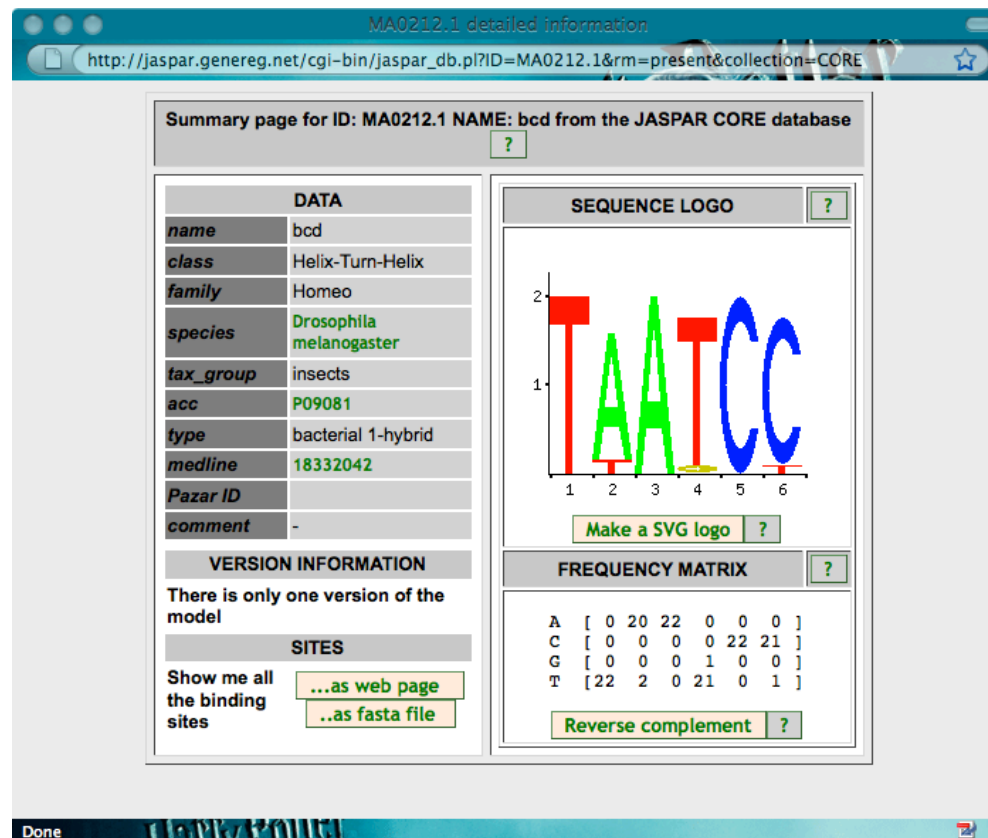 MA0212.1 detailed information
http://jaspar.genereg.net/cgi-bin/jaspar_db.pl?ID=MA0212.1&rm=present&collection=CORE
Summary page for ID: MA0212.1 NAME: bcd from the JASPAR CORE database
?
DATA
name bcd
class Helix-Turn-Helix
family Homeo
species Drosophila
melanogaster
tax_group insects
acc P09081
type bacterial 1-hybrid
medline 18332042
Pazar ID
comment -
VERSION INFORMATION
There is only one version of the
model
SITES
Show me all
the binding
sites
...as web page
..as fasta file
SEQUENCE LOGO ?
2
1
TAATCC
1 2 3 4 5 6
Make a SVG logo ?
FREQUENCY MATRIX ?
A [ 0 20 22 0 0 0 ]
C [ 0 0 0 0 22 21 ]
G [ 0 0 0 1 0 0 ]
T [22 2 0 21 0 1 ]
Reverse complement ?
Done